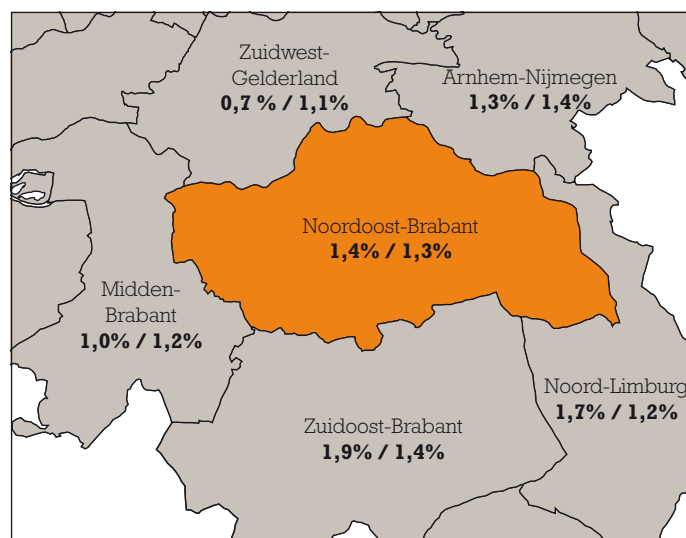 Zuidwest-
Gelderland
0,7 % / 1,1%
Arnhem-Nijmegen
1,3% / 1,4%
Noordoost-Brabant
1,4% / 1,3%
Midden-
Brabant
1,0% / 1,2%
Noord-Limburg
1,7% / 1,2%
Zuidoost-Brabant
1,9% / 1,4%